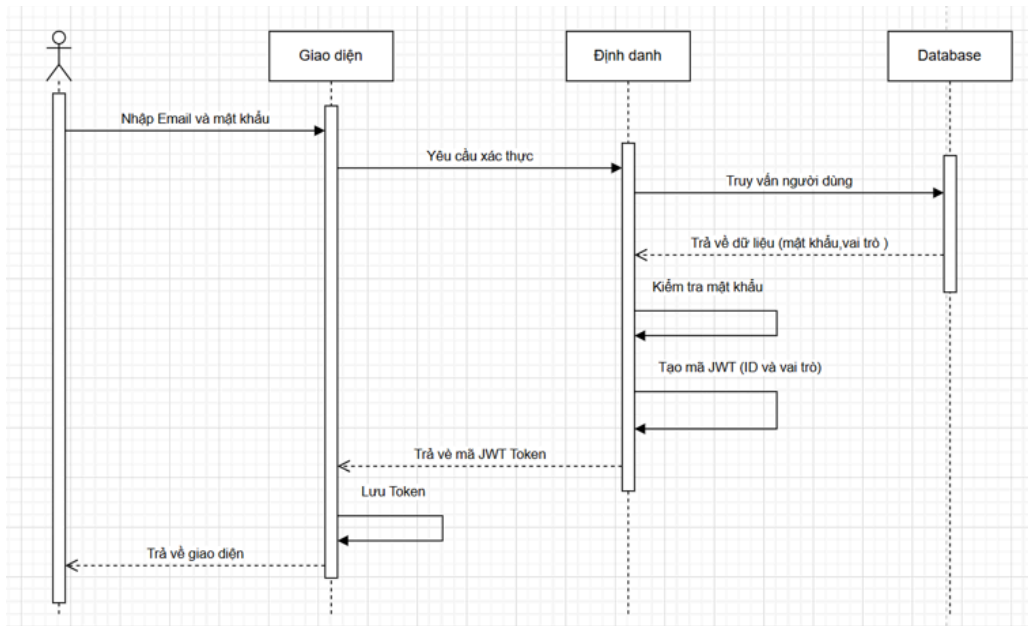 Giao diện
Định danh
Database
Nhập Email và mật khẩu
Yêu cầu xác thực
Truy vấn người dùng
Trả về dữ liệu (mật khẩu,vai trò )
Kiểm tra mật khẩu
Tạo mã JWT (ID và vai trò)
Trả vè mã JWT Token
Lưu Token
Trả về giao diện